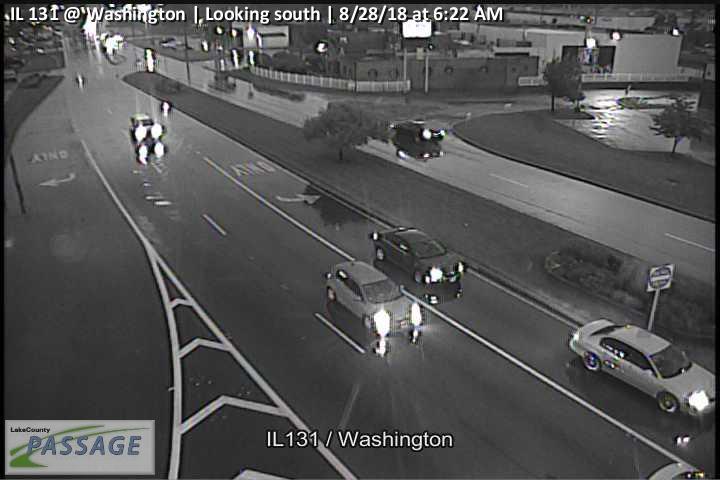 IL 131 @ Washington | Looking south | 8/28/18 at 6:22 AM
ONLY
ONLY
LakeCounty
PASSAGE
IL131 / Washington